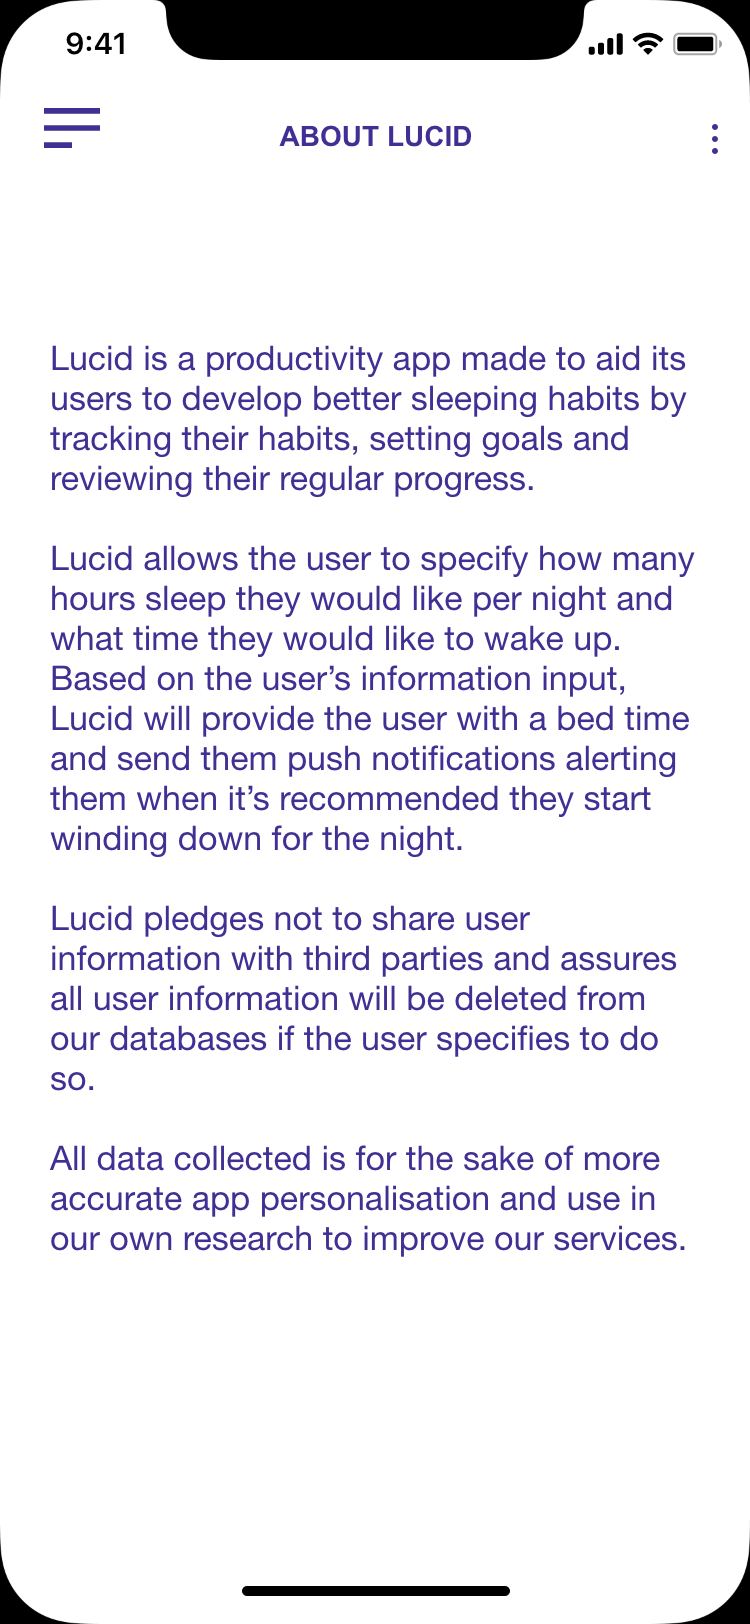 9:41
ABOUT LUCID
Lucid is a productivity app made to aid its
users to develop better sleeping habits by
tracking their habits, setting goals and
reviewing their regular progress.
Lucid allows the user to specify how many
hours sleep they would like per night and
what time they would like to wake up.
Based on the user’s information input,
Lucid will provide the user with a bed time
and send them push notifications alerting
them when it’s recommended they start
winding down for the night.
Lucid pledges not to share user
information with third parties and assures
all user information will be deleted from
our databases if the user specifies to do
so.
All data collected is for the sake of more
accurate app personalisation and use in
our own research to improve our services.